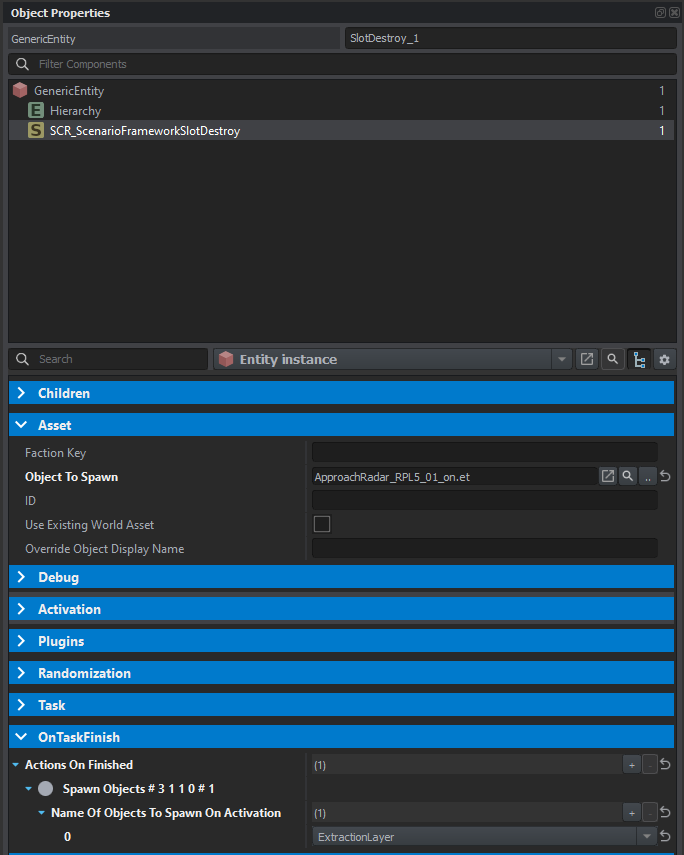 Object Properties
GenericEntity SlotDestroy_1
Filter Components
GenericEntity 1
E Hierarchy 1
S SCR_ScenarioFrameworkSlotDestroy 1
Search Entity instance
Children
Asset
Faction Key
Object To Spawn ApproachRadar_RPL5_01_on.et ..
ID
Use Existing World Asset
Override Object Display Name
Debug
Activation
Plugins
Randomization
Task
OnTaskFinish
Actions On Finished (1) + -
Spawn Objects # 3 1 1 0 # 1
Name Of Objects To Spawn On Activation (1) + -
0 ExtractionLayer